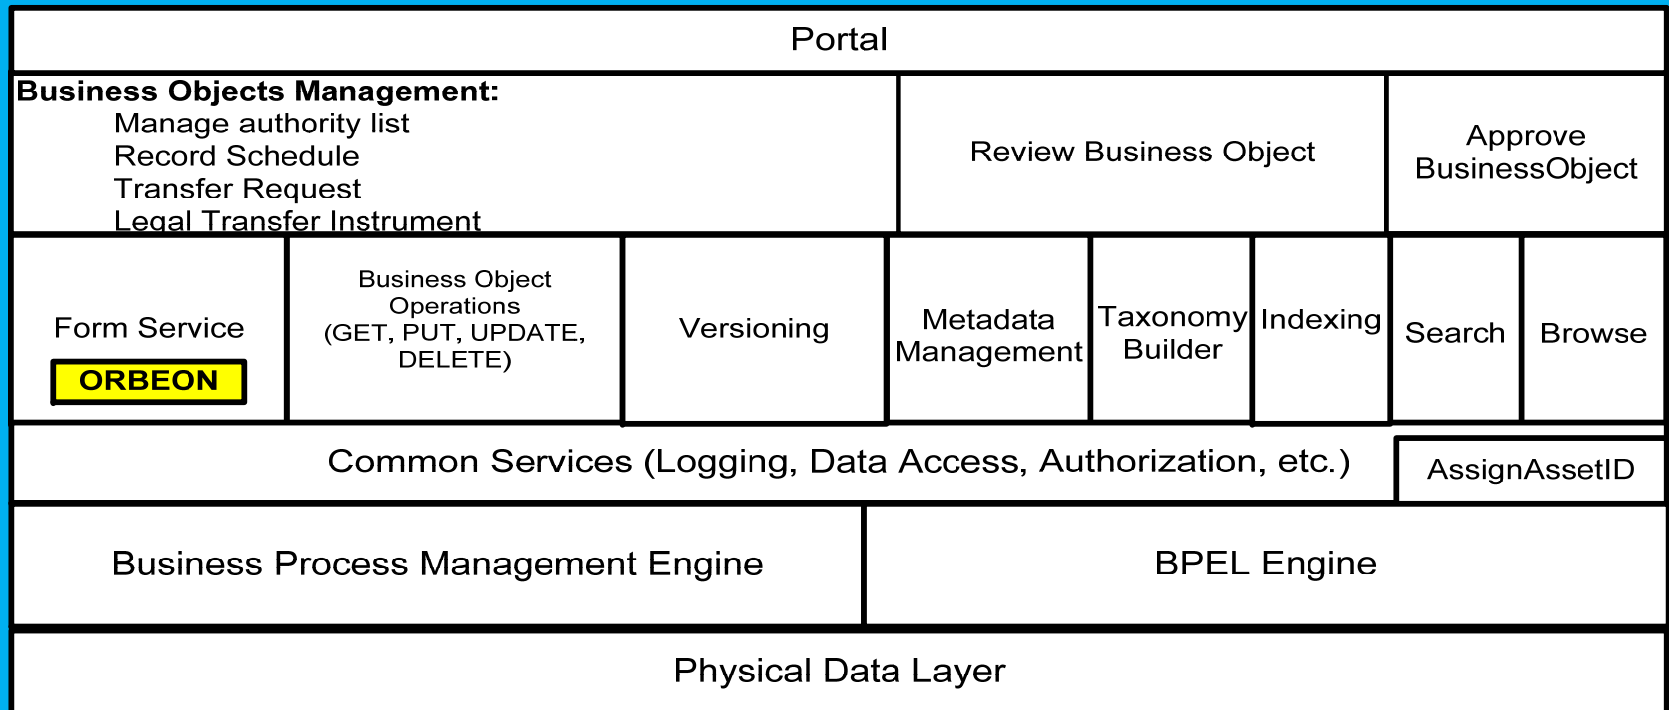 Portal
Business Objects Management:
Manage authority list
Record Schedule
Transfer Request
Legal Transfer Instrument
Review Business Object
Approve
BusinessObject
Form Service
ORBEON
Business Object
Operations
(GET, PUT, UPDATE,
DELETE)
Versioning
Metadata
Management
Taxonomy
Builder
Indexing
Search
Browse
Common Services (Logging, Data Access, Authorization, etc.)
AssignAssetID
Business Process Management Engine
BPEL Engine
Physical Data Layer